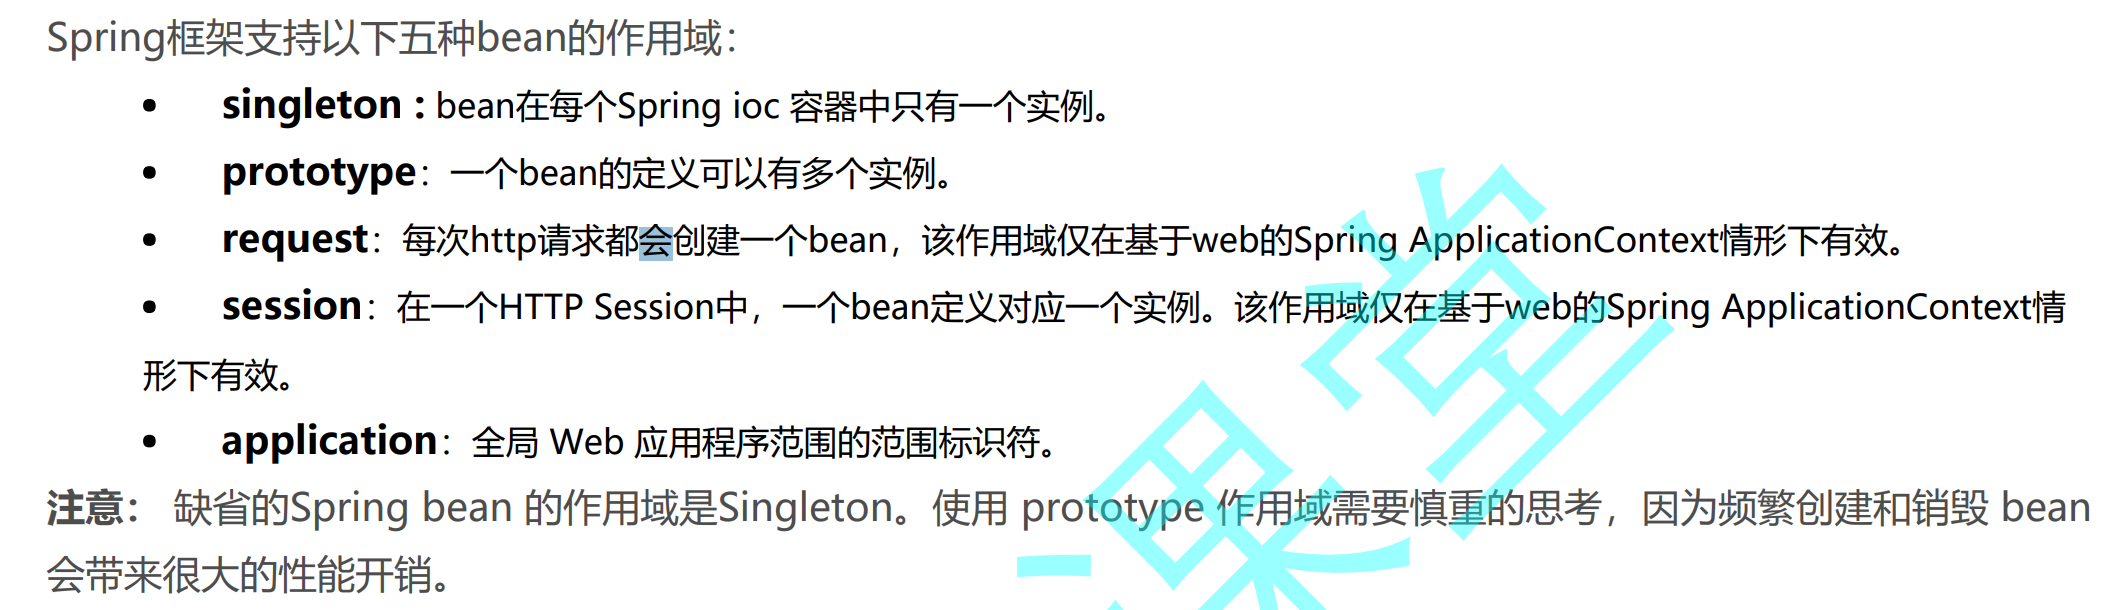 Spring框架支持以下五种bean的作用域：
• singleton : bean在每个Spring ioc 容器中只有一个实例。
• prototype：一个bean的定义可以有多个实例。
• request：每次http请求都会创建一个bean，该作用域仅在基于web的Spring ApplicationContext情形下有效。
• session：在一个HTTP Session中，一个bean定义对应一个实例。该作用域仅在基于web的Spring ApplicationContext情
形下有效。
• application：全局 Web 应用程序范围的范围标识符。
注意： 缺省的Spring bean 的作用域是Singleton。使用 prototype 作用域需要慎重的思考，因为频繁创建和销毁 bean
会带来很大的性能开销。
课堂